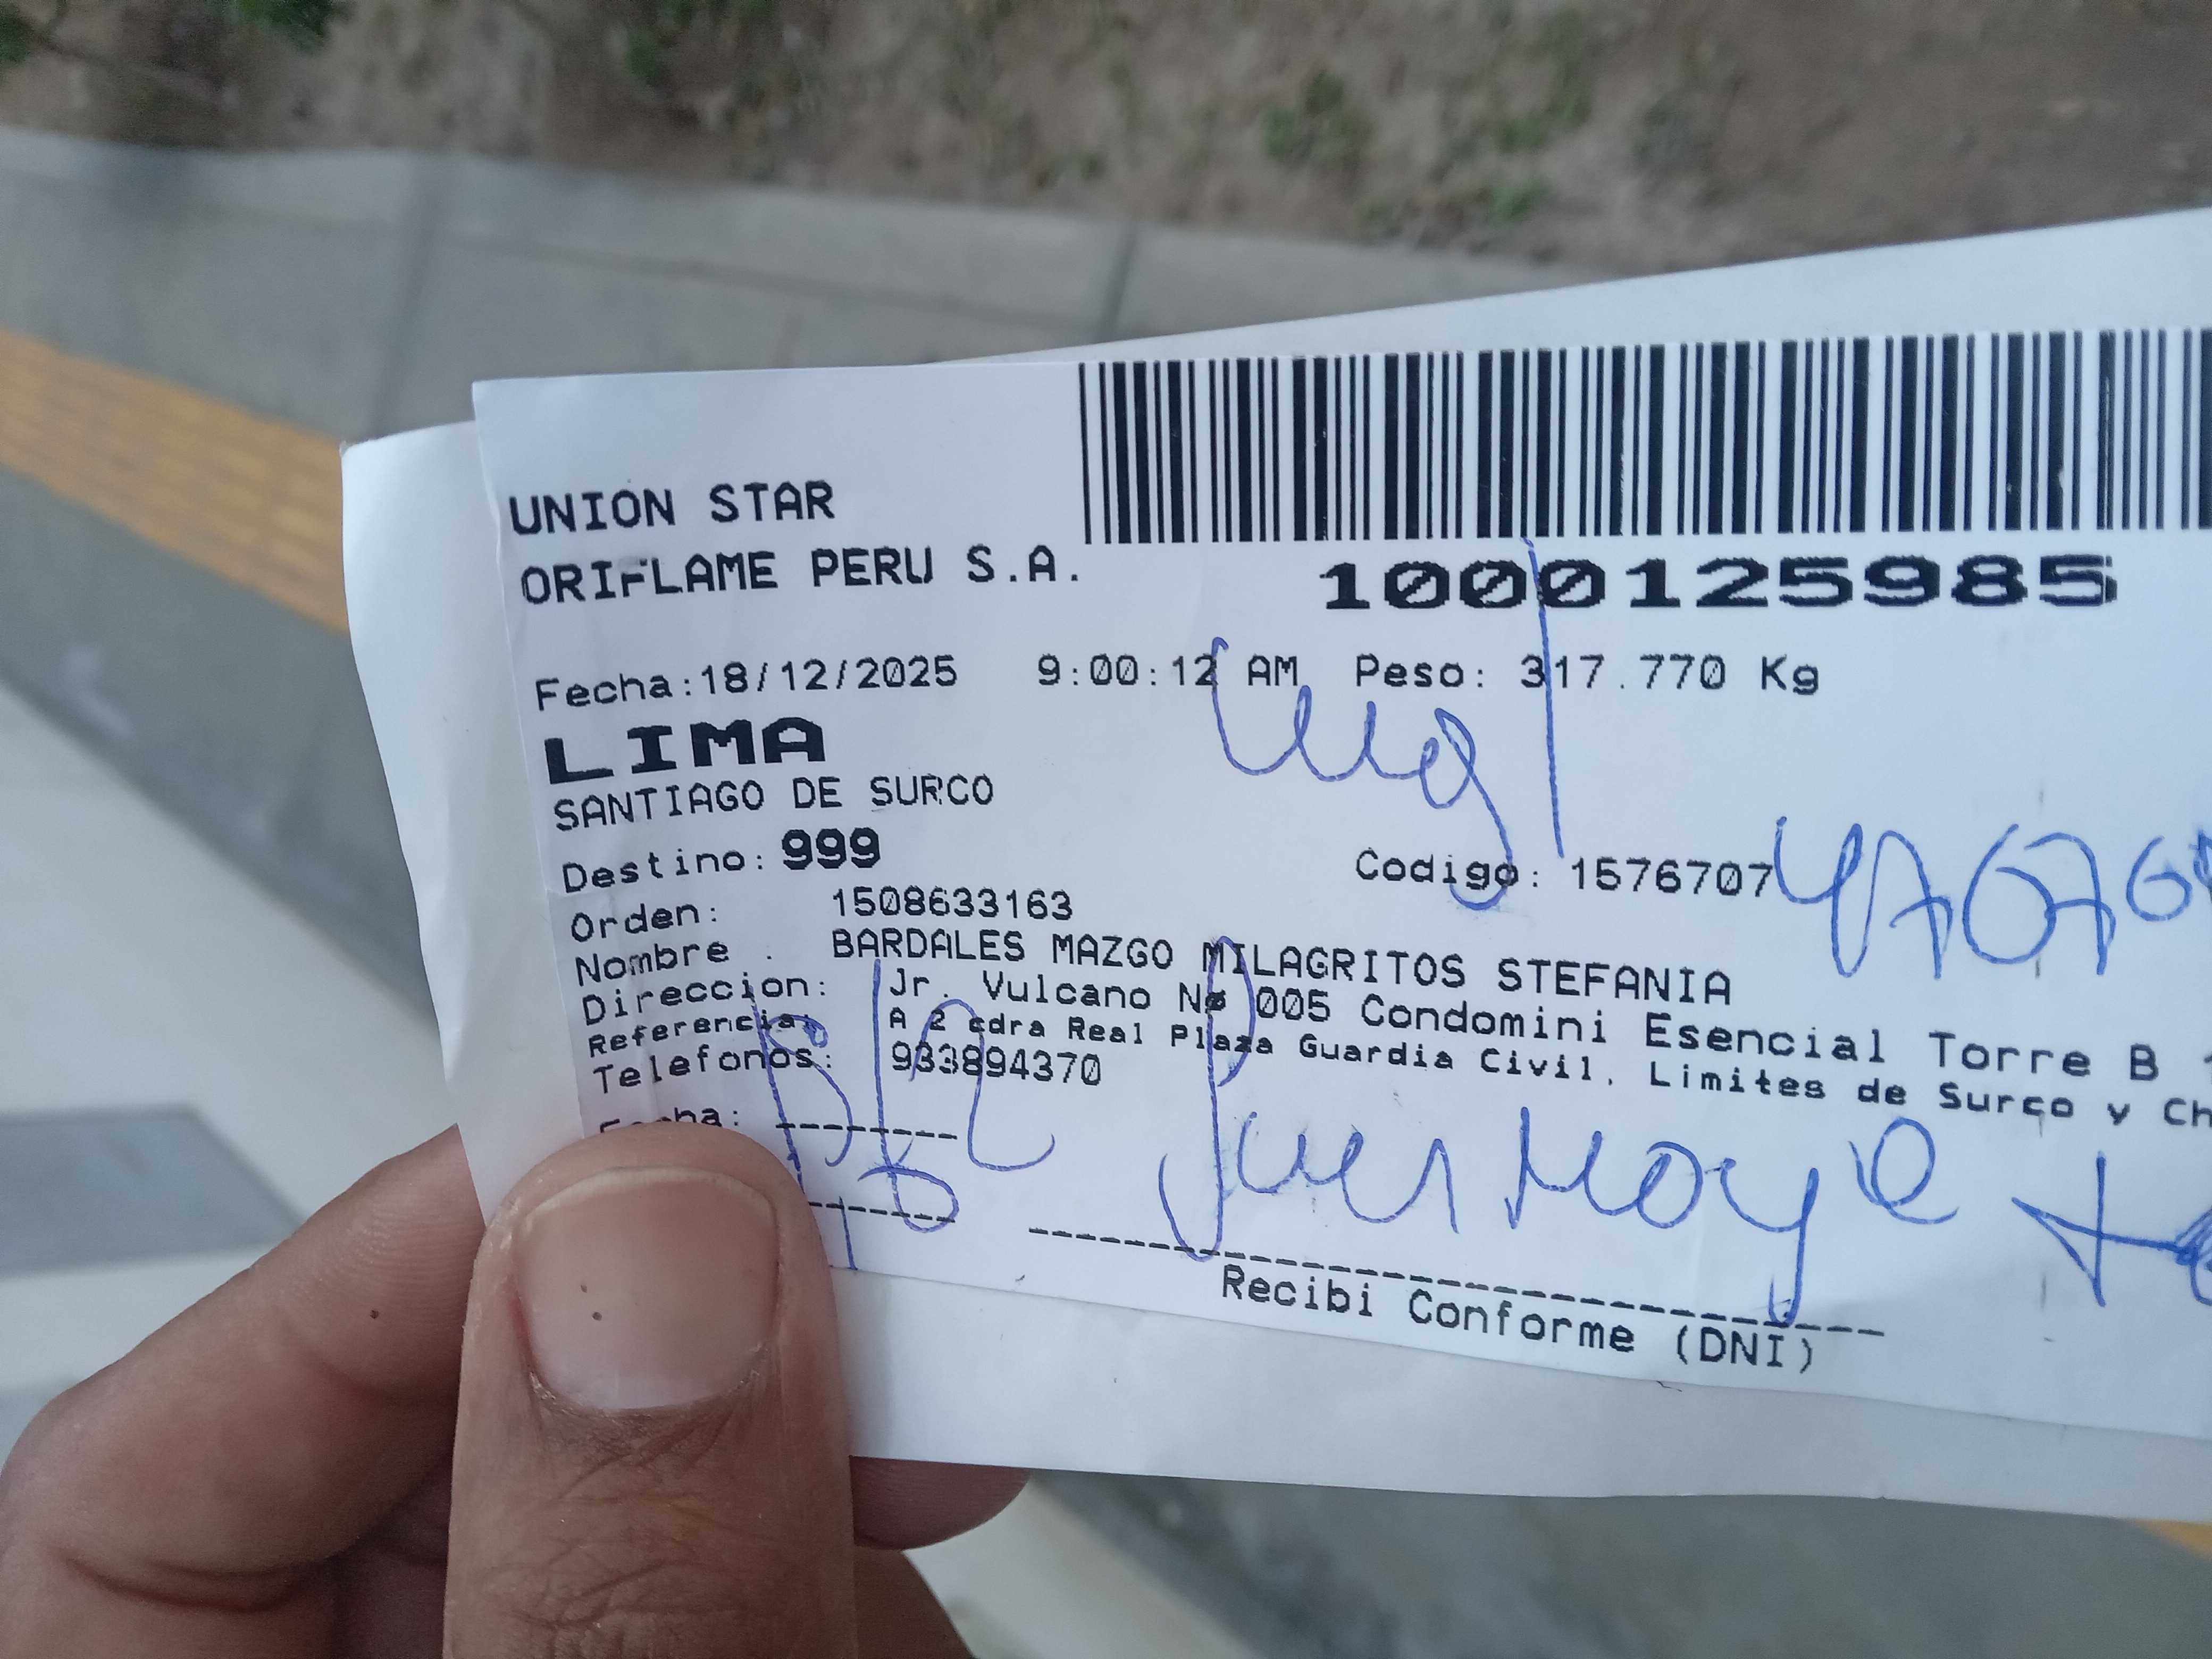 UNION STAR
ORIFLAME PERU S.A.
1000125985
Fecha:18/12/2025 9:00:12 AM Peso: 317.770 Kg
LIMA
SANTIAGO DE SURCO
Destino: 999
Codigo: 1576707
Orden: 1508633163
Nombre : BARDALES MAZGO MILAGRITOS STEFANIA
Direccion: Jr. Vulcano Nº 005 Condomini Esencial Torre B
Referencia: A 2 cdra Real Plaza Guardia Civil, Limites de Surco y Ch
Telefonos: 933894370
Fecha:
Recibi Conforme (DNI)